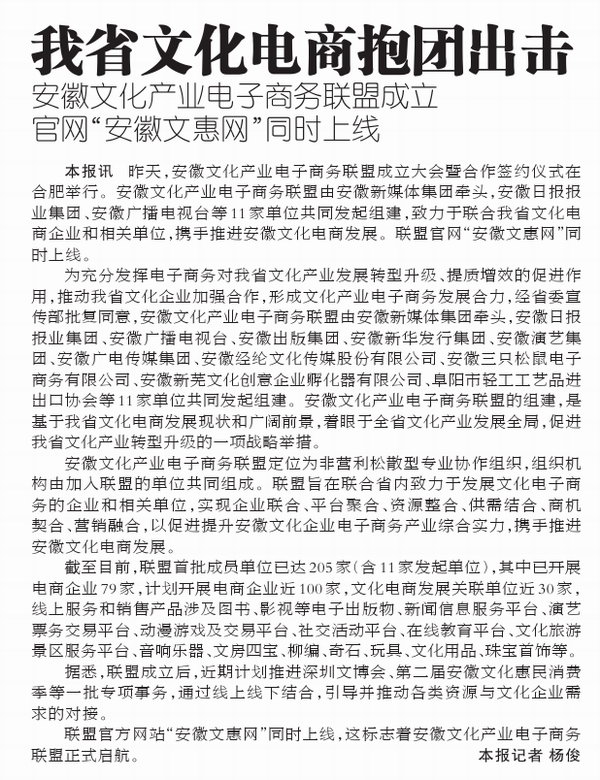 我省文化电商抱团出击
安徽文化产业电子商务联盟成立
官网“安徽文惠网”同时上线
本报讯 昨天,安徽文化产业电子商务联盟成立大会暨合作签约仪式在
合肥举行。安徽文化产业电子商务联盟由安徽新媒体集团牵头,安徽日报报
业集团、安徽广播电视台等11家单位共同发起组建,致力于联合我省文化电
商企业和相关单位,携手推进安徽文化电商发展。联盟官网“安徽文惠网”同
时上线。
为充分发挥电子商务对我省文化产业发展转型升级、提质增效的促进作
用,推动我省文化企业加强合作,形成文化产业电子商务发展合力,经省委宣
传部批复同意,安徽文化产业电子商务联盟由安徽新媒体集团牵头,安徽日报
报业集团、安徽广播电视台、安徽出版集团、安徽新华发行集团、安徽演艺集
团、安徽广电传媒集团、安徽经纶文化传媒股份有限公司、安徽三只松鼠电子
商务有限公司、安徽新芜文化创意企业孵化器有限公司、阜阳市轻工工艺品进
出口协会等11家单位共同发起组建。安徽文化产业电子商务联盟的组建,是
基于我省文化电商发展现状和广阔前景,着眼于全省文化产业发展全局,促进
我省文化产业转型升级的一项战略举措。
安徽文化产业电子商务联盟定位为非营利松散型专业协作组织,组织机
构由加入联盟的单位共同组成。联盟旨在联合省内致力于发展文化电子商
务的企业和相关单位,实现企业联合、平台聚合、资源整合、供需结合、商机
契合、营销融合,以促进提升安徽文化企业电子商务产业综合实力,携手推进
安徽文化电商发展。
截至目前,联盟首批成员单位已达205家(含11家发起单位),其中已开展
电商企业79家,计划开展电商企业近100家,文化电商发展关联单位近30家,
线上服务和销售产品涉及图书、影视等电子出版物、新闻信息服务平台、演艺
票务交易平台、动漫游戏及交易平台、社交活动平台、在线教育平台、文化旅游
景区服务平台、音响乐器、文房四宝、柳编、奇石、玩具、文化用品、珠宝首饰等。
据悉,联盟成立后,近期计划推进深圳文博会、第二届安徽文化惠民消费
季等一批专项事务,通过线上线下结合,引导并推动各类资源与文化企业需
求的对接。
联盟官方网站“安徽文惠网”同时上线,这标志着安徽文化产业电子商务
联盟正式启航。 本报记者 杨俊